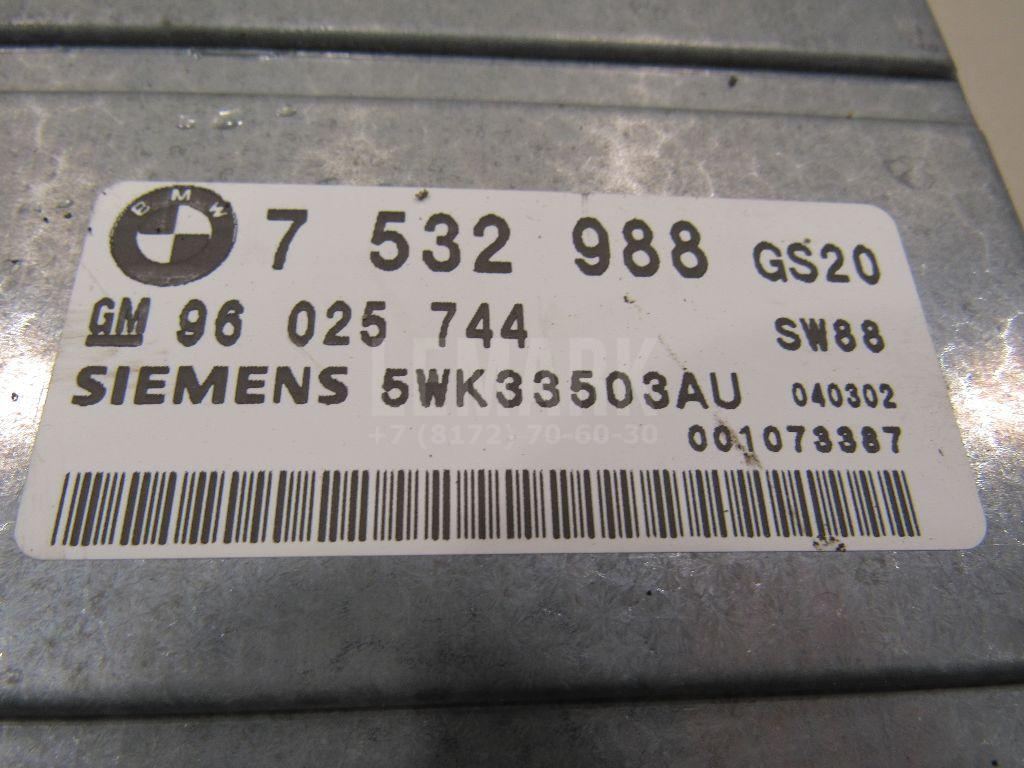 BMW 7 532 988 GS20
GM 96 025 744 SW88
SIEMENS 5WK33503AU 040302
001073387
LEMARK
+7 (8172) 70-60-30